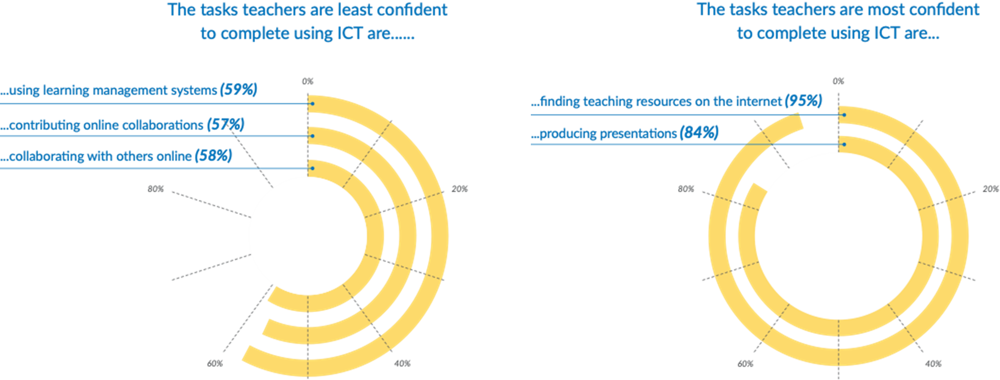 The tasks teachers are least confident
to complete using ICT are......
0%
...using learning management systems (59%)
...contributing online collaborations (57%)
...collaborating with others online (58%)
80%
20%
60%
40%
The tasks teachers are most confident
to complete using ICT are...
0%
...finding teaching resources on the internet (95%)
...producing presentations (84%)
80%
20%
60%
40%